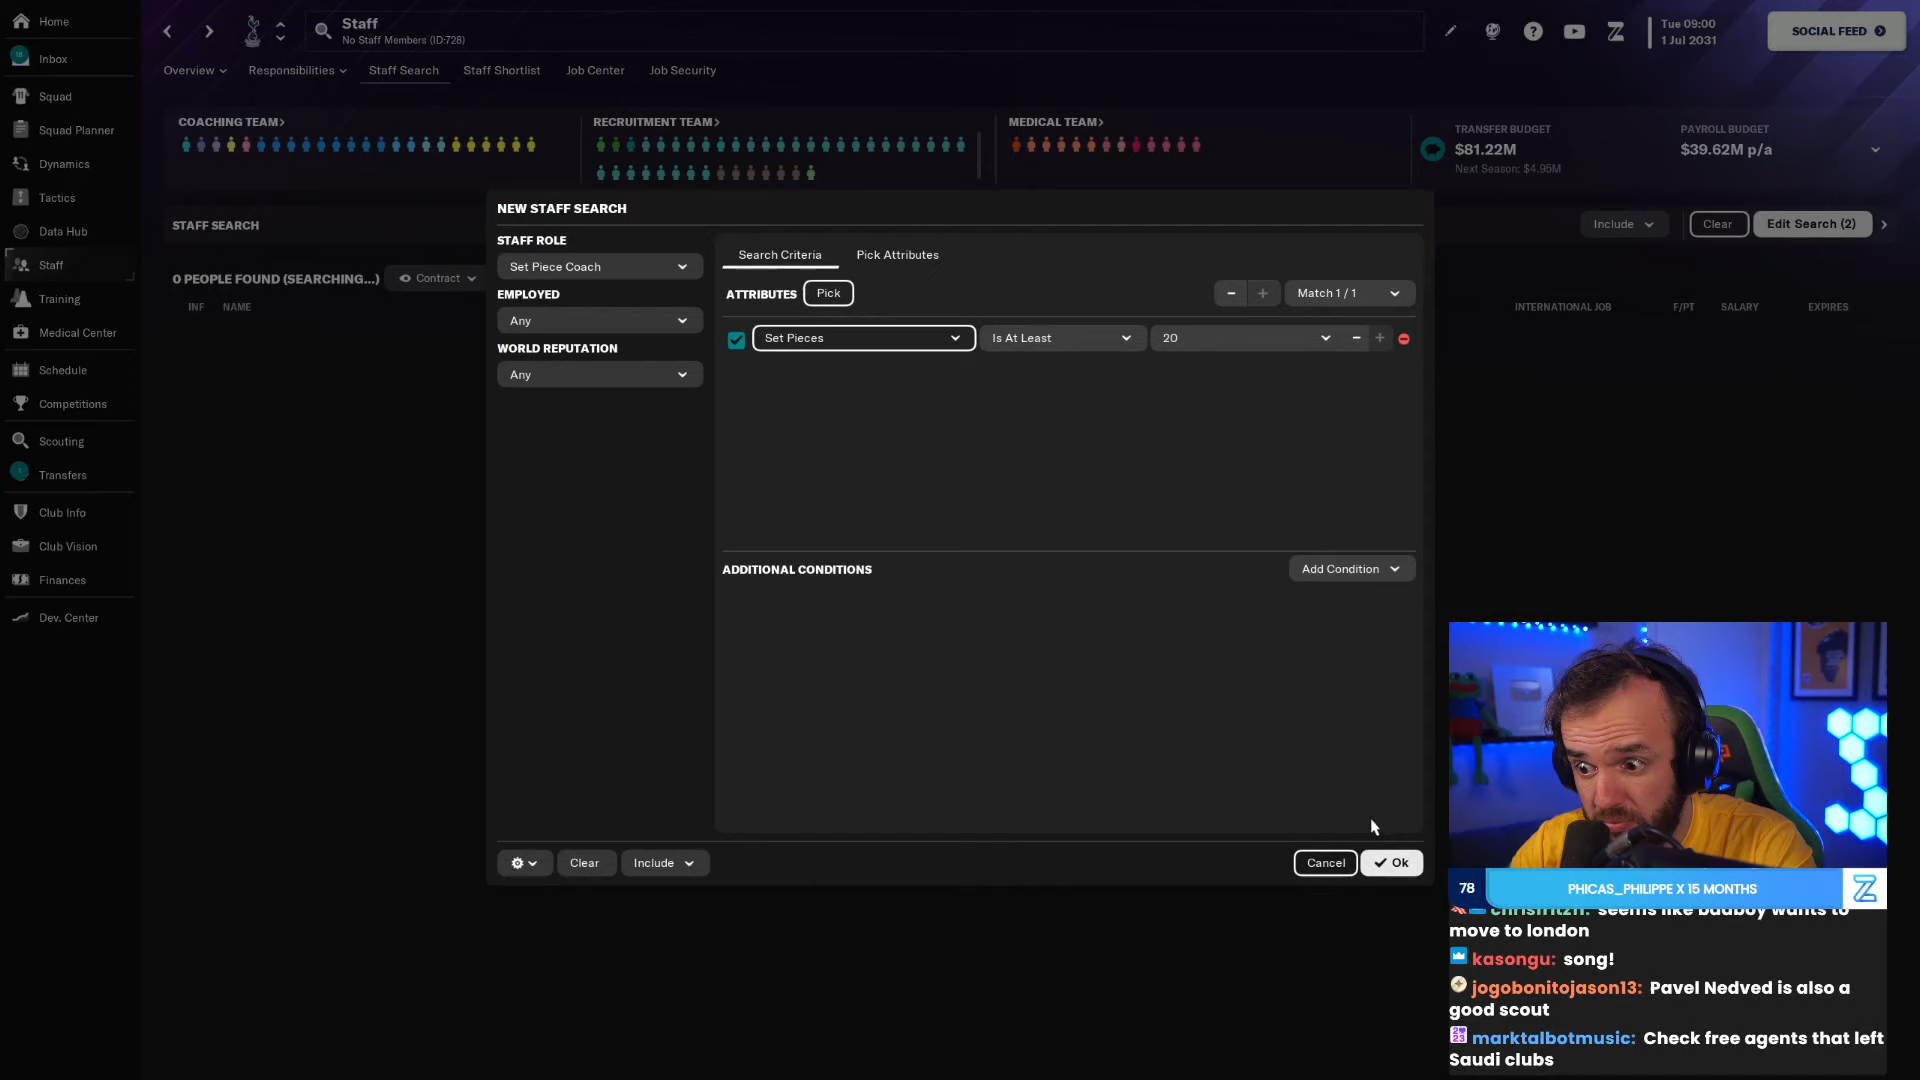 Home
Inbox
18
Squad
Squad Planner
Dynamics
Tactics
Data Hub
Staff
Training
Medical Center
Schedule
Competitions
Scouting
Transfers
1
Club Info
Club Vision
Finances
Dev. Center
Staff
No Staff Members (ID:728)
Tue 09:00
1 Jul 2031
SOCIAL FEED
Overview
Responsibilities
Staff Search
Staff Shortlist
Job Center
Job Security
COACHING TEAM>
RECRUITMENT TEAM>
MEDICAL TEAM>
TRANSFER BUDGET
$81.22M
Next Season: $4.95M
PAYROLL BUDGET
$39.62M p/a
STAFF SEARCH
Include
Clear
Edit Search (2)
0 PEOPLE FOUND (SEARCHING...)
Contract
INF NAME
INTERNATIONAL JOB F/PT SALARY EXPIRES
NEW STAFF SEARCH
STAFF ROLE
Set Piece Coach
EMPLOYED
Any
WORLD REPUTATION
Any
Search Criteria
Pick Attributes
ATTRIBUTES
Pick
Match 1 / 1
Set Pieces
Is At Least
20
ADDITIONAL CONDITIONS
Add Condition
Clear
Include
Cancel
Ok
78
PHICAS_PHILIPPE X 15 MONTHS
seems like badboy wants to
move to london
kasongu: song!
jogobonitojason13: Pavel Nedved is also a
good scout
marktalbotmusic: Check free agents that left
Saudi clubs